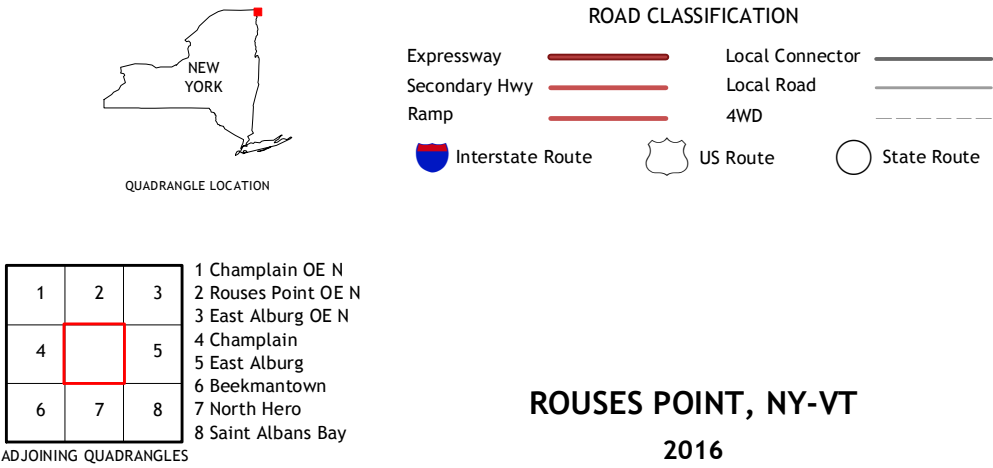 NEW
YORK
QUADRANGLE LOCATION
ROAD CLASSIFICATION
Expressway
Local Connector
Secondary Hwy
Local Road
Ramp
4WD
Interstate Route
US Route
State Route
1 2 3
4 5
6 7 8
ADJOINING QUADRANGLES
1 Champlain OE N
2 Rouses Point OE N
3 East Alburg OE N
4 Champlain
5 East Alburg
6 Beekmantown
7 North Hero
8 Saint Albans Bay
ROUSES POINT, NY-VT
2016